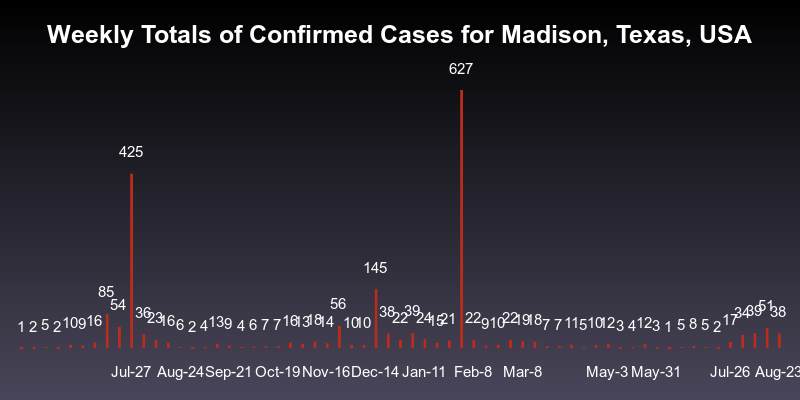 Weekly Totals of Confirmed Cases for Madison, Texas, USA
627
425
145
85
54
56
1 2 5 2 10 9 16 36 23 16 6 2 4 13 9 4 6 7 7 16 13 18 14 10 10 38 22 39 24 15 21 22 9 10 22 19 18 7 7 11 5 10 12 3 4 12 3 1 5 8 5 2 17 34 39 51 38
Jul-27 Aug-24 Sep-21 Oct-19 Nov-16 Dec-14 Jan-11 Feb-8 Mar-8 May-3 May-31 Jul-26 Aug-23